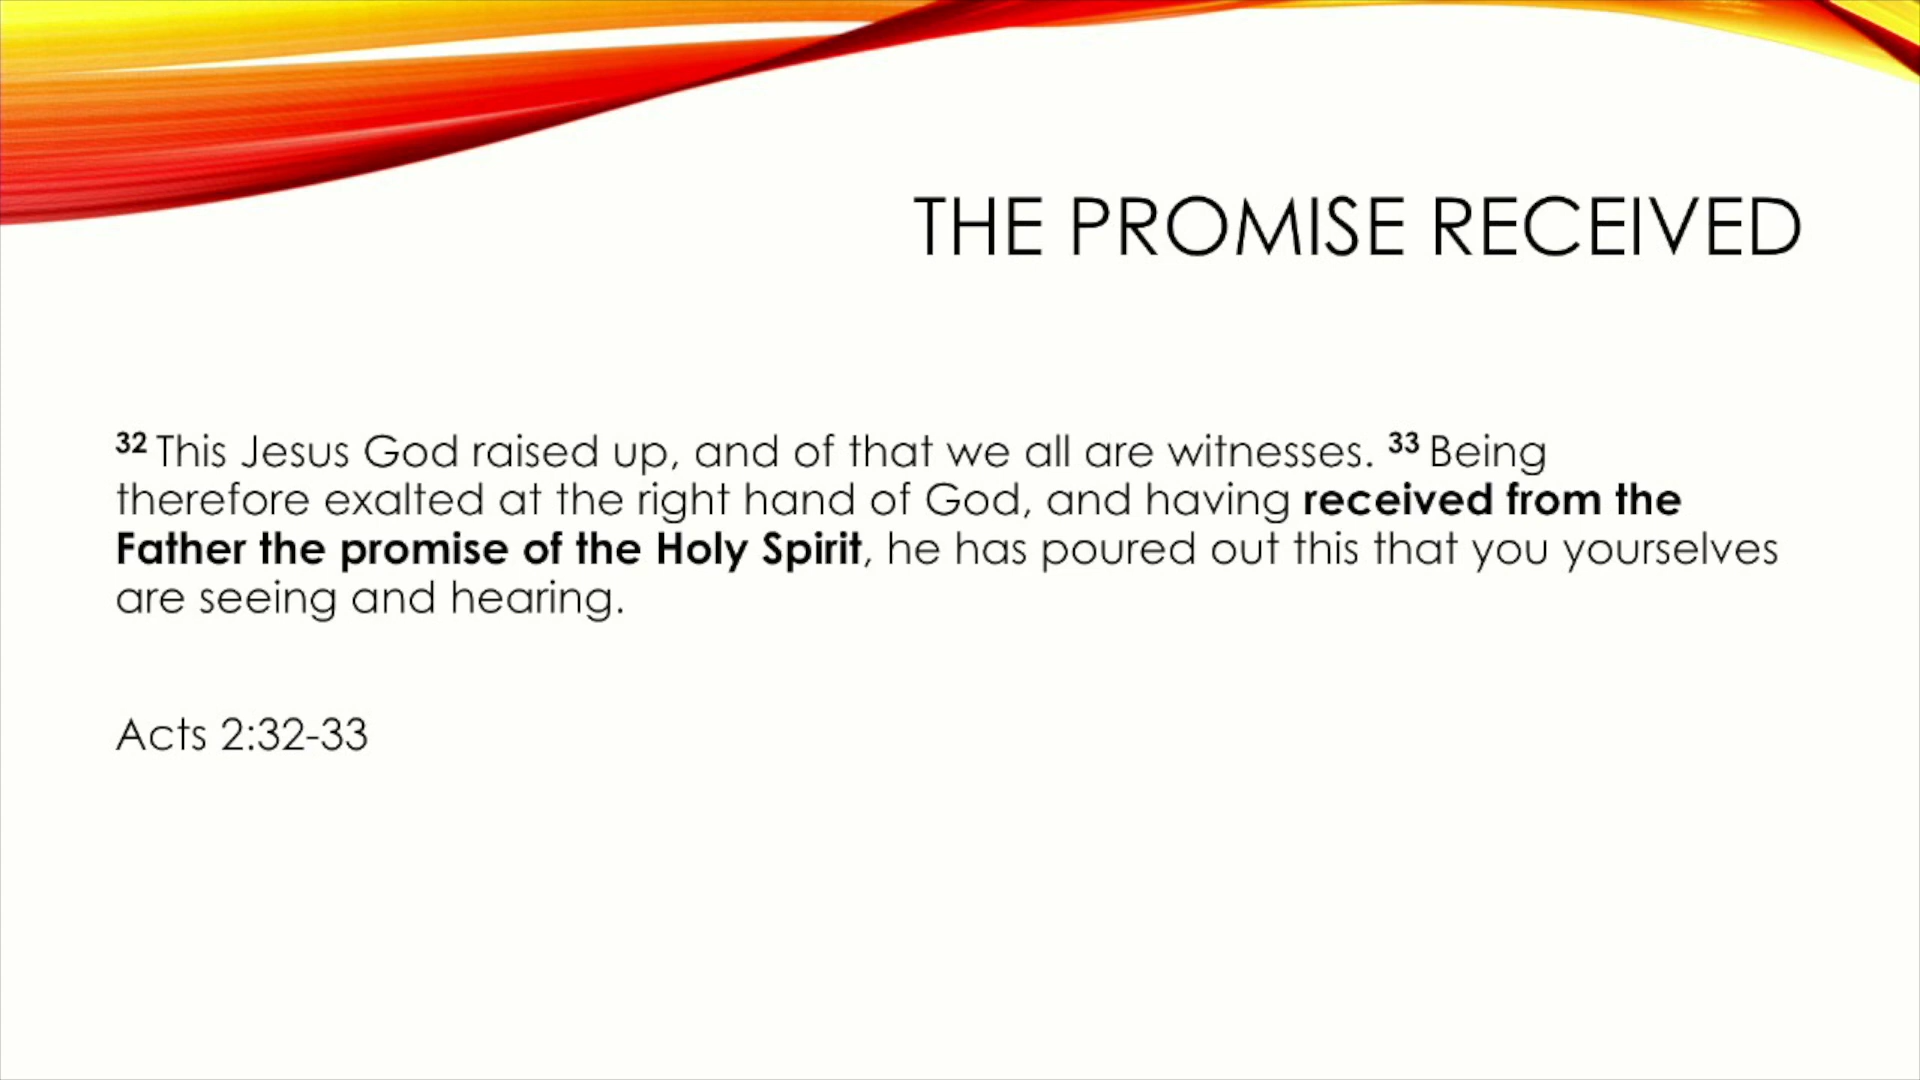 THE PROMISE RECEIVED
32 This Jesus God raised up, and of that we all are witnesses. 33 Being
therefore exalted at the right hand of God, and having received from the
Father the promise of the Holy Spirit, he has poured out this that you yourselves
are seeing and hearing.
Acts 2:32-33